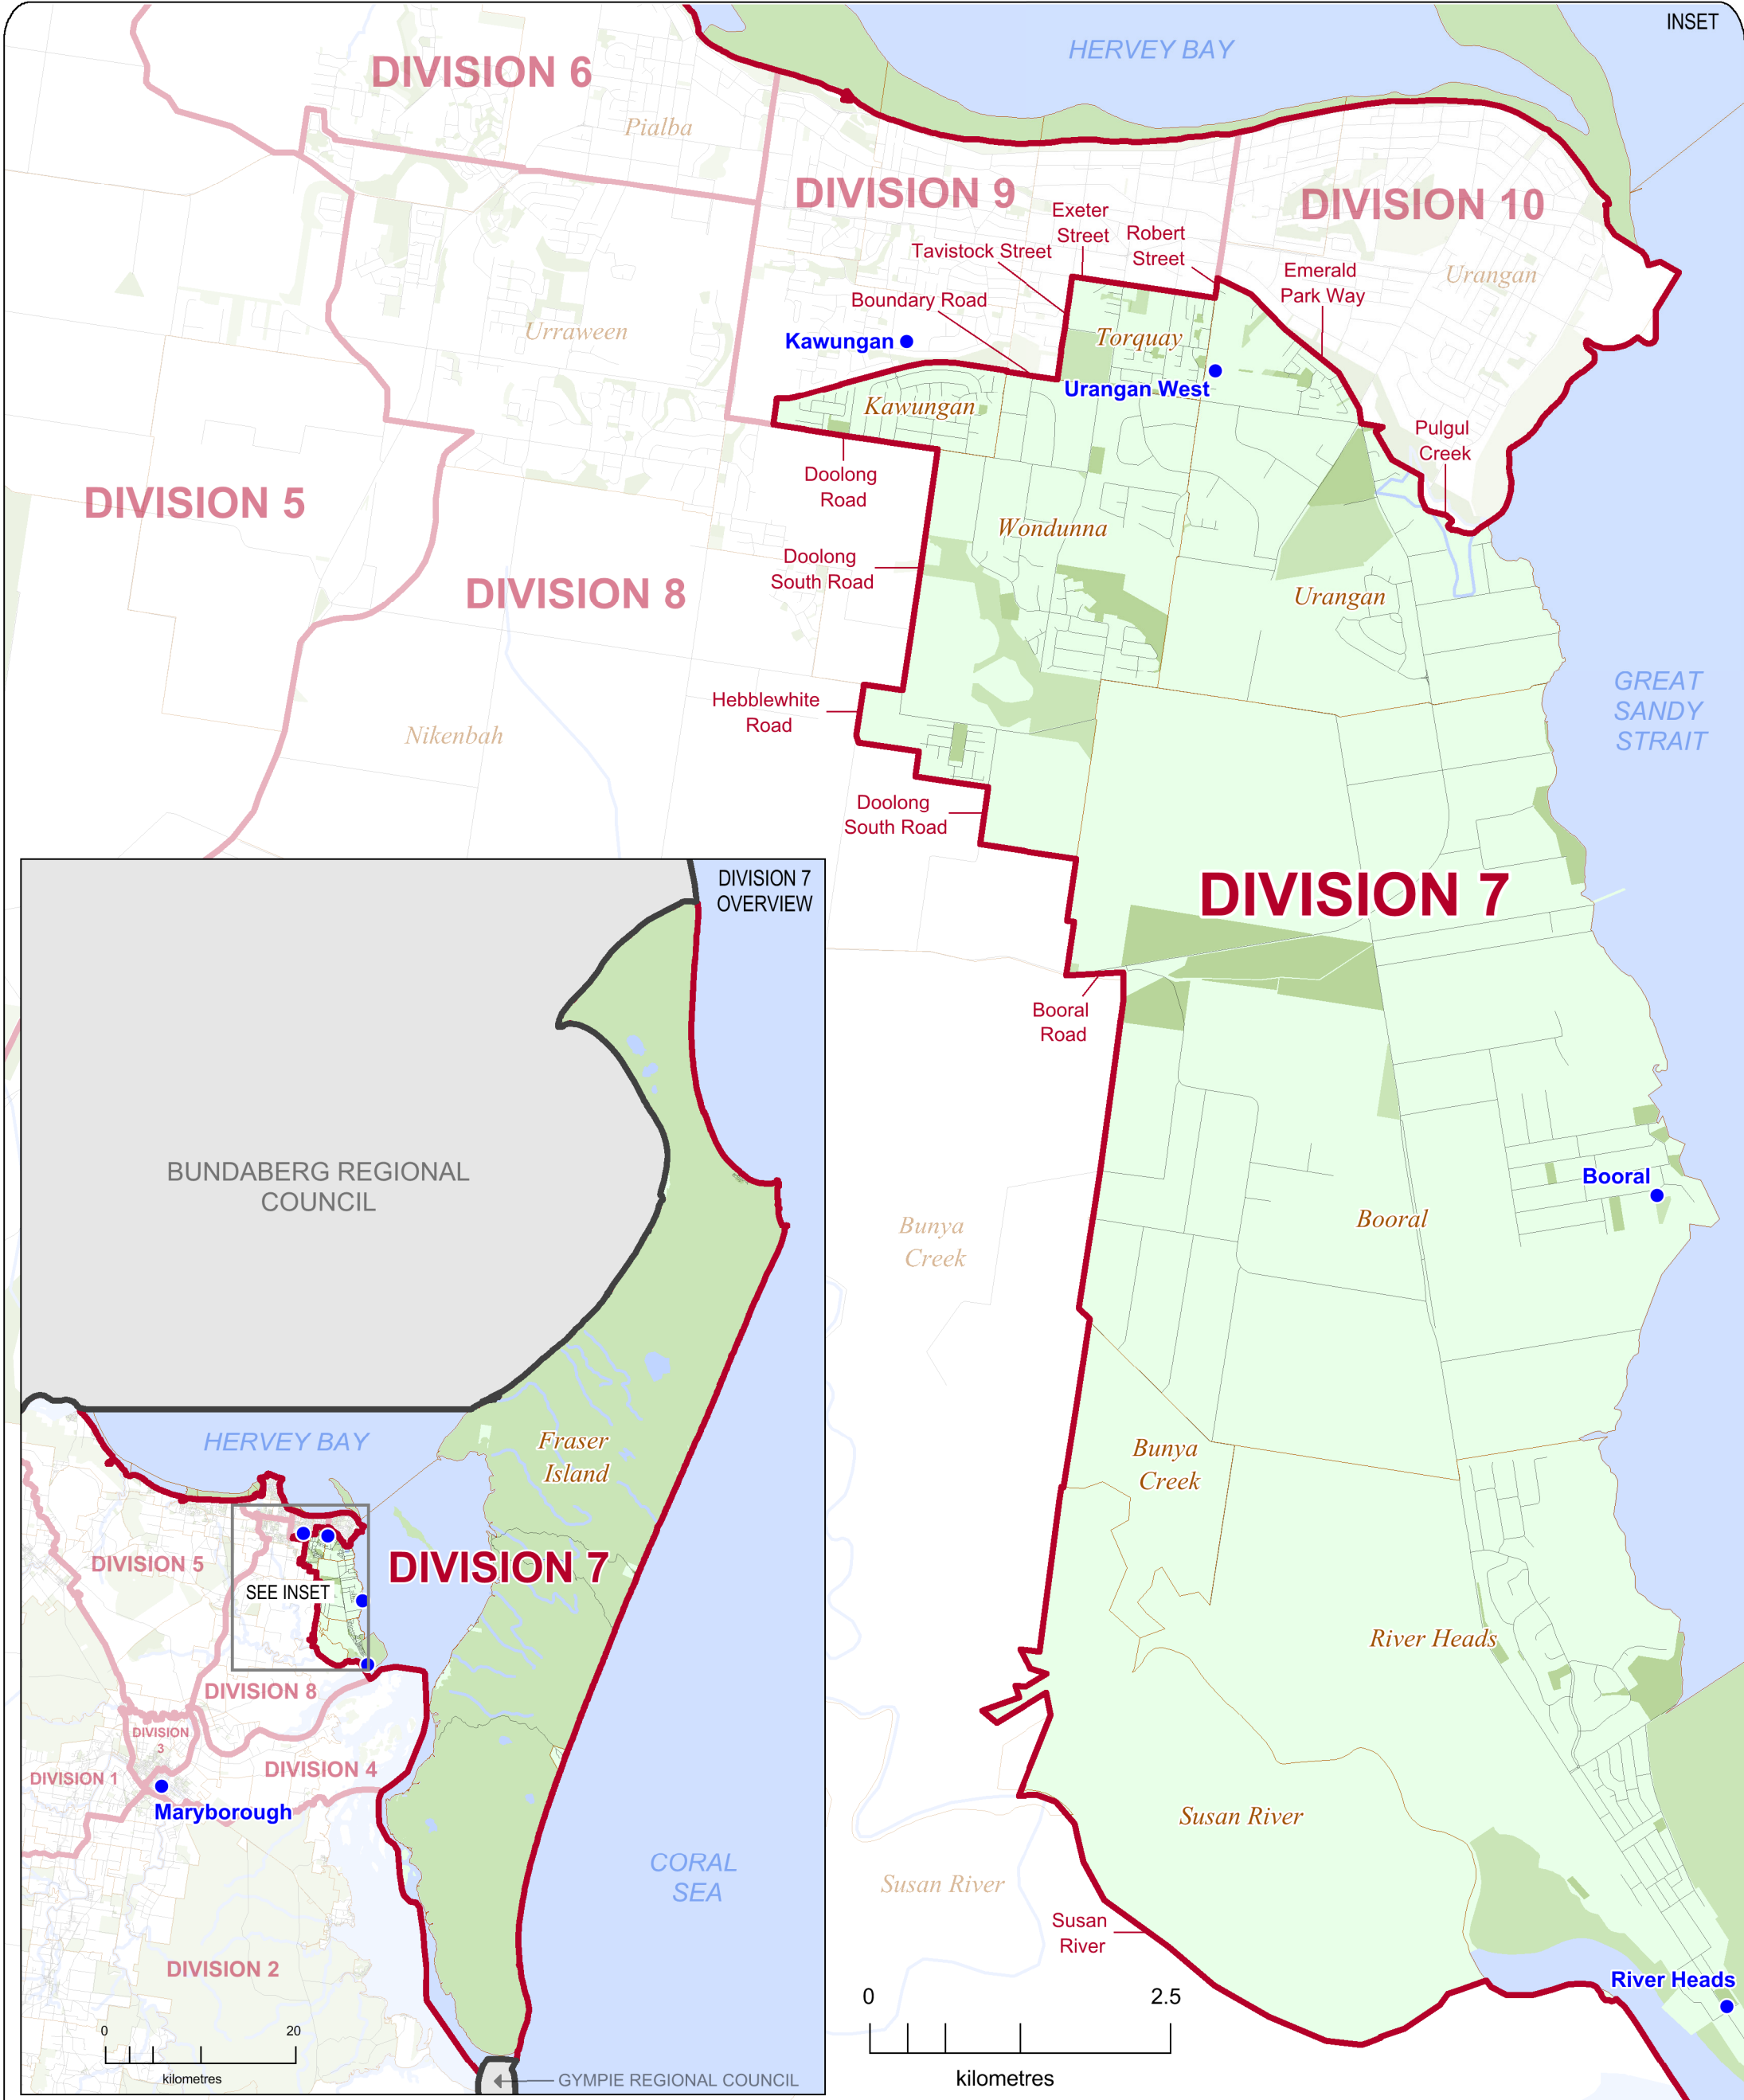 INSET
HERVEY BAY
DIVISION 6
Pialba
DIVISION 9
DIVISION 10
Exeter
Street
Robert
Street
Tavistock Street
Emerald
Park Way
Urangan
Boundary Road
Urraween
Kawungan
Torquay
Urangan West
Kawungan
Pulgul
Creek
Doolong
Road
DIVISION 5
Wondunna
Doolong
South Road
DIVISION 8
Urangan
GREAT
SANDY
STRAIT
Hebblewhite
Road
Nikenbah
Doolong
South Road
DIVISION 7
Booral
Road
Booral
Bunya
Creek
Booral
Bunya
Creek
River Heads
Susan River
Susan River
Susan
River
River Heads
0
2.5
kilometres
DIVISION 7
OVERVIEW
BUNDABERG REGIONAL
COUNCIL
HERVEY BAY
Fraser
Island
DIVISION 5
DIVISION 7
SEE INSET
DIVISION 8
DIVISION
3
DIVISION 4
DIVISION 1
Maryborough
CORAL
SEA
DIVISION 2
0
20
kilometres
GYMPIE REGIONAL COUNCIL